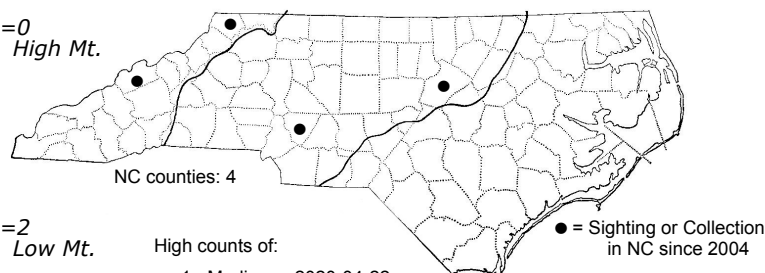 =0
High Mt.
NC counties: 4
=2
Low Mt.
High counts of:
● = Sighting or Collection
in NC since 2004